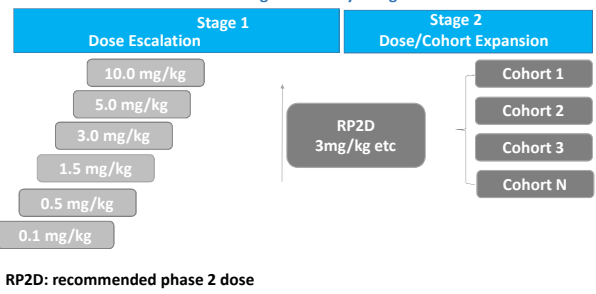 Stage 1
Dose Escalation
Stage 2
Dose/Cohort Expansion
10.0 mg/kg
5.0 mg/kg
3.0 mg/kg
1.5 mg/kg
0.5 mg/kg
0.1 mg/kg
RP2D
3mg/kg etc
Cohort 1
Cohort 2
Cohort 3
Cohort N
RP2D: recommended phase 2 dose